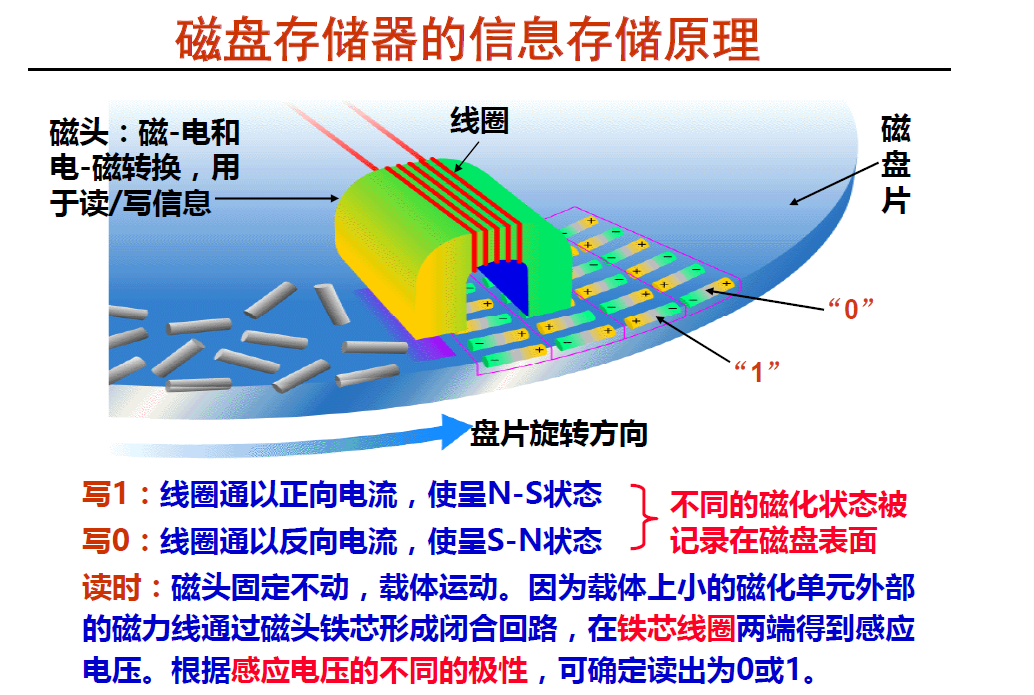 磁盘存储器的信息存储原理
磁头：磁-电和
电-磁转换，用
于读/写信息
线圈
磁
盘
片
“0”
“1”
盘片旋转方向
写1：线圈通以正向电流，使呈N-S状态
写0：线圈通以反向电流，使呈S-N状态
不同的磁化状态被
记录在磁盘表面
读时：磁头固定不动，载体运动。因为载体上小的磁化单元外部
的磁力线通过磁头铁芯形成闭合回路，在铁芯线圈两端得到感应
电压。根据感应电压的不同的极性，可确定读出为0或1。